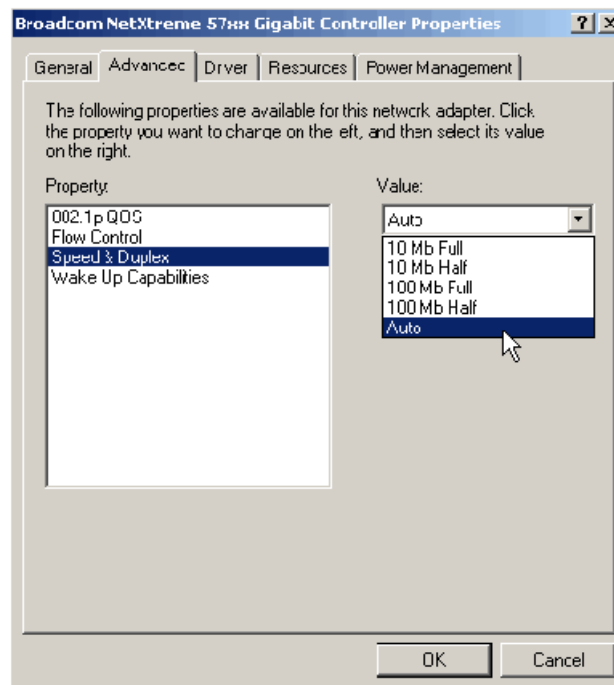 Broadcom NetXtreme 57xx Gigabit Controller Properties
General Advanced Driver Resources Power Management
The following properties are available for this network adapter. Click
the property you want to change on the left, and then select its value
on the right.
Property: Value:
802.1p QOS Auto
Flow Control 10 Mb Full
Speed & Duplex 10 Mb Half
Wake Up Capabilities 100 Mb Full
100 Mb Half
Auto
OK Cancel